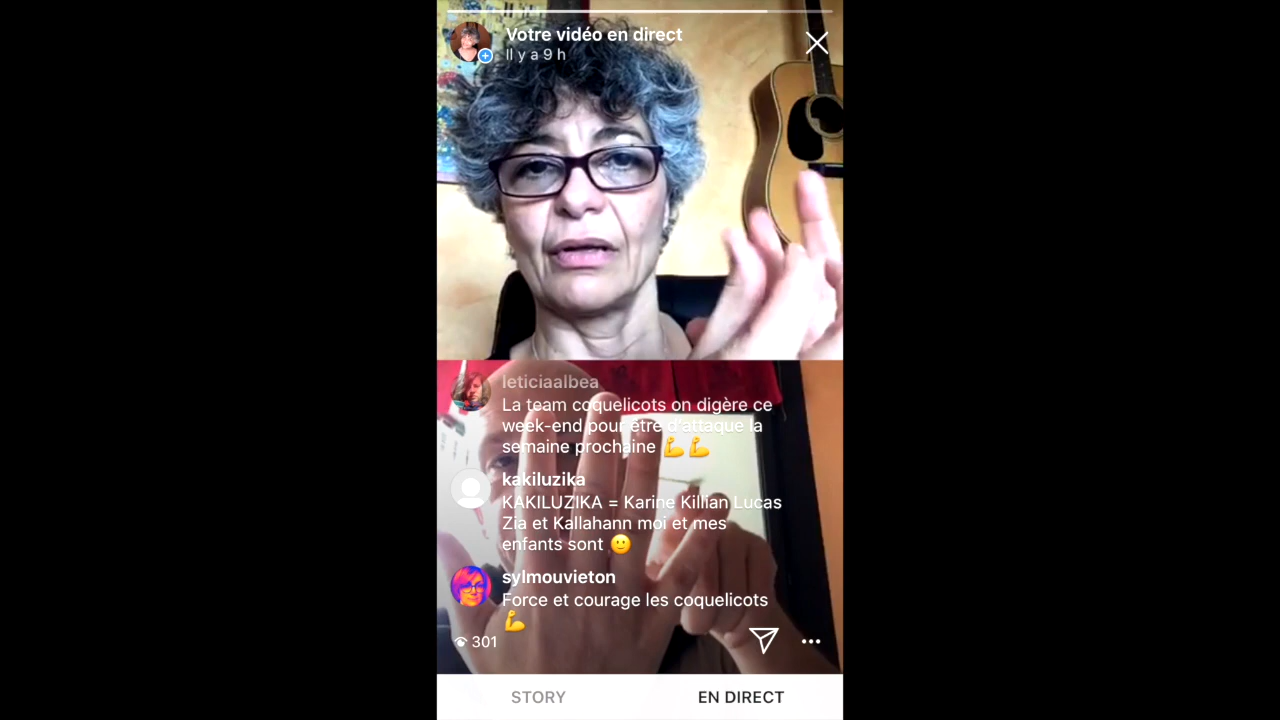 Votre vidéo en direct
Il y a 9 h
leticiaalbea
La team coquelicots on digère ce
week-end pour être d'attaque la
semaine prochaine 💪💪
kakiluzika
KAKILUZIKA = Karine Killian Lucas
Zia et Kallahann moi et mes
enfants sont 🙂
sylmouvieton
Force et courage les coquelicots
💪
301
STORY
EN DIRECT